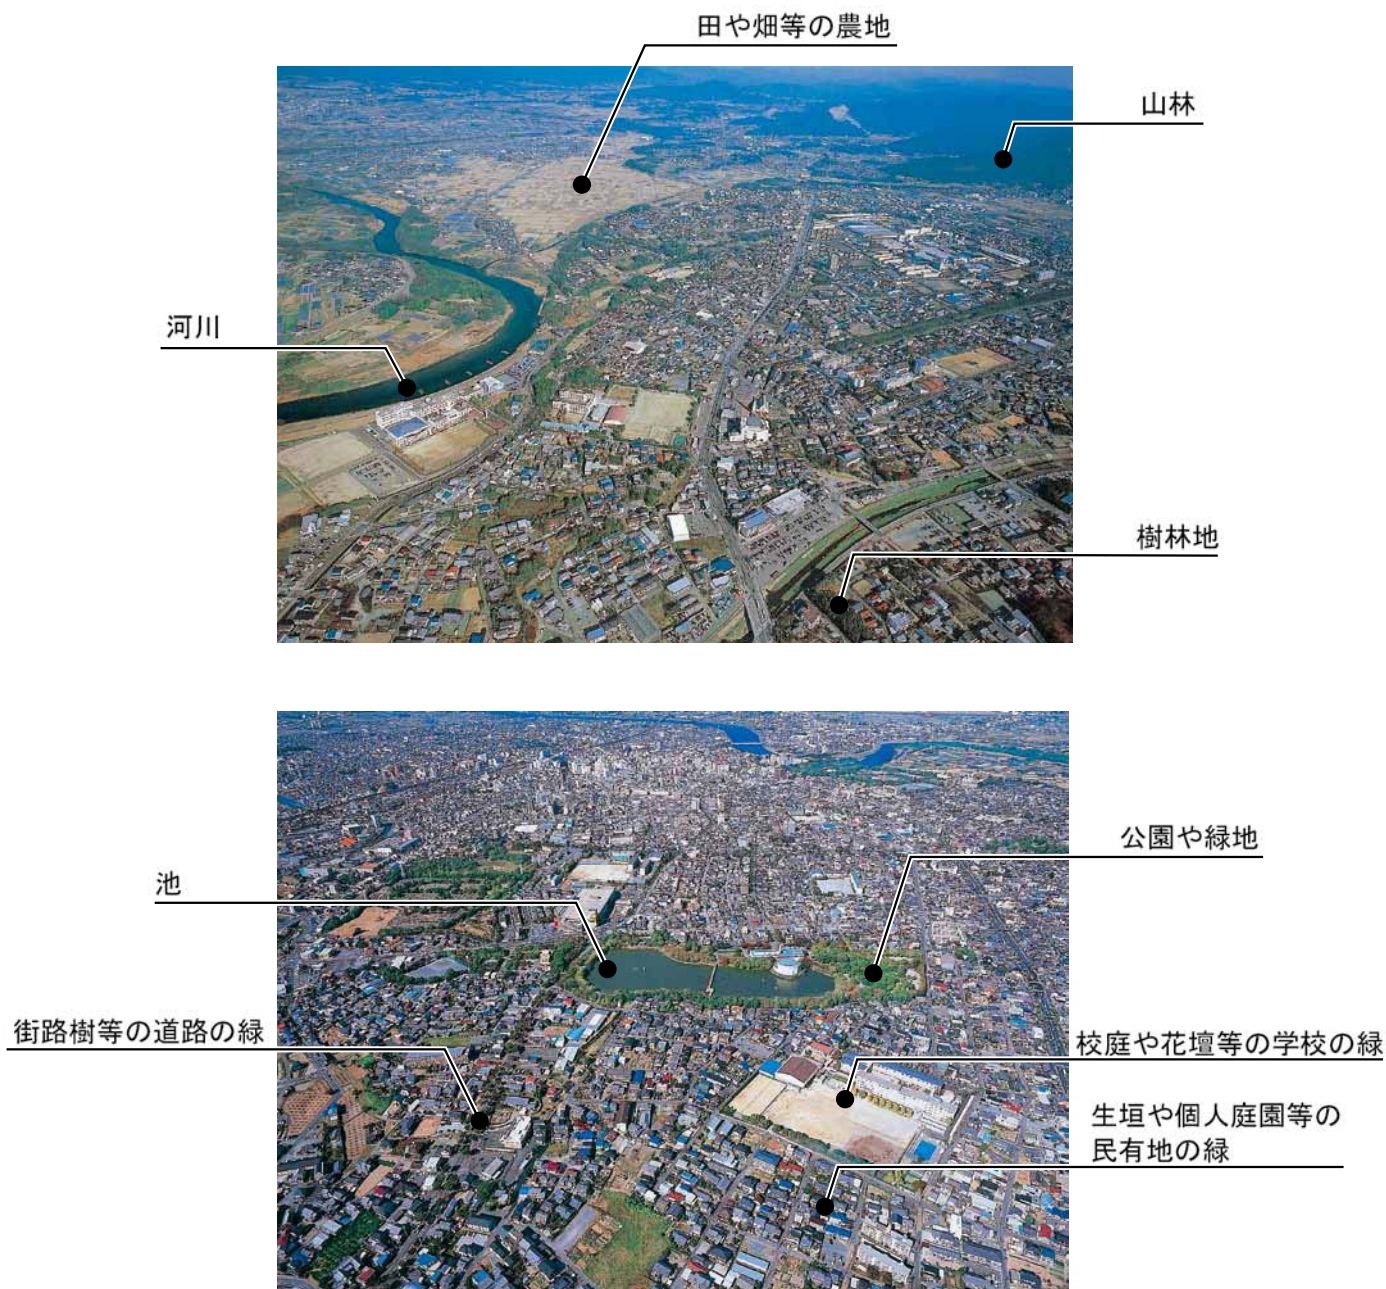 田や畑等の農地
山林
河川
樹林地
公園や緑地
池
街路樹等の道路の緑
校庭や花壇等の学校の緑
生垣や個人庭園等の
民有地の緑